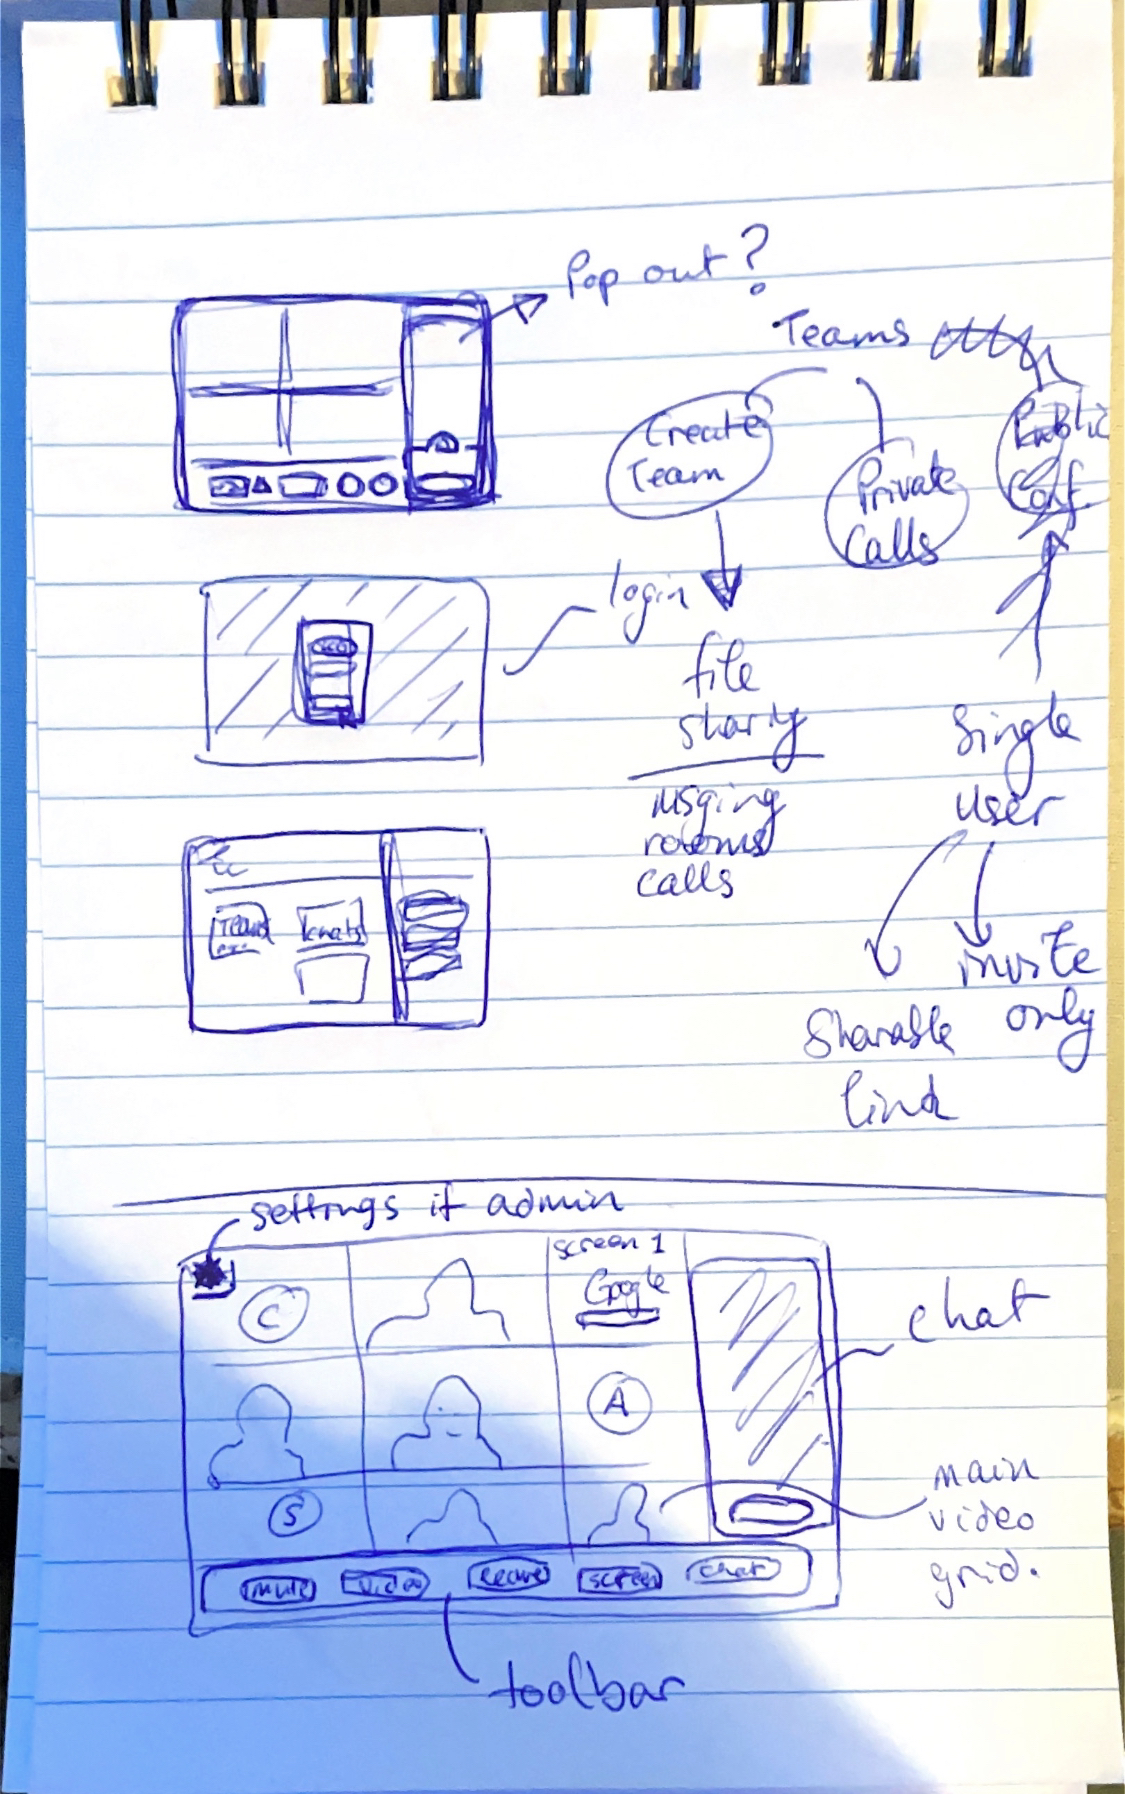 Pop out?
Teams
Create
Team
Private
Calls
Public
Conf
login
file
sharig
Msging
rooms
calls
Single
user
Sharable
link
invite
only
Teams
chats
settings if admin
screen 1
Google
C
A
S
chat
main
video
grid.
mute
video
leave
screen
chat
toolbar